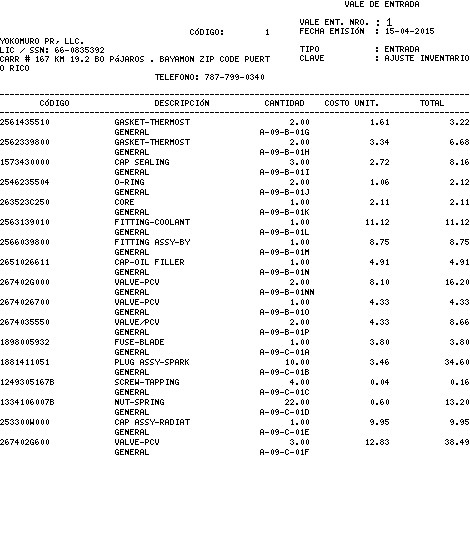 VALE DE ENTRADA
VALE ENT. NRO. : 1
CÓDIGO: 1 FECHA EMISIÓN : 15-04-2015
YOKOMURO PR, LLC.
LIC / SSN: 66-0835392 TIPO : ENTRADA
CARR # 167 KM 19.2 BO PáJAROS . BAYAMON ZIP CODE PUERT CLAVE : AJUSTE INVENTARIO
O RICO
TELEFONO: 787-799-0340
CÓDIGO DESCRIPCIÓN CANTIDAD COSTO UNIT. TOTAL
2561435510 GASKET-THERMOST 2.00 1.61 3.22
GENERAL A-09-B-01G
2562339800 GASKET-THERMOST 2.00 3.34 6.68
GENERAL A-09-B-01H
1573430000 CAP SEALING 3.00 2.72 8.16
GENERAL A-09-B-01I
2546235504 O-RING 2.00 1.06 2.12
GENERAL A-09-B-01J
263523C250 CORE 1.00 2.11 2.11
GENERAL A-09-B-01K
2563139010 FITTING-COOLANT 1.00 11.12 11.12
GENERAL A-09-B-01L
2566039800 FITTING ASSY-BY 1.00 8.75 8.75
GENERAL A-09-B-01M
2651026611 CAP-OIL FILLER 1.00 4.91 4.91
GENERAL A-09-B-01N
267402G000 VALVE-PCV 2.00 8.10 16.20
GENERAL A-09-B-01NN
2674026700 VALVE-PCV 1.00 4.33 4.33
GENERAL A-09-B-01O
2674035550 VALVE/PCV 2.00 4.33 8.66
GENERAL A-09-B-01P
1898005932 FUSE-BLADE 1.00 3.80 3.80
GENERAL A-09-C-01A
1881411051 PLUG ASSY-SPARK 10.00 3.46 34.60
GENERAL A-09-C-01B
1249305167B SCREW-TAPPING 4.00 0.04 0.16
GENERAL A-09-C-01C
1334106007B NUT-SPRING 22.00 0.60 13.20
GENERAL A-09-C-01D
253300W000 CAP ASSY-RADIAT 1.00 9.95 9.95
GENERAL A-09-C-01E
267402G600 VALVE-PCV 3.00 12.83 38.49
GENERAL A-09-C-01F